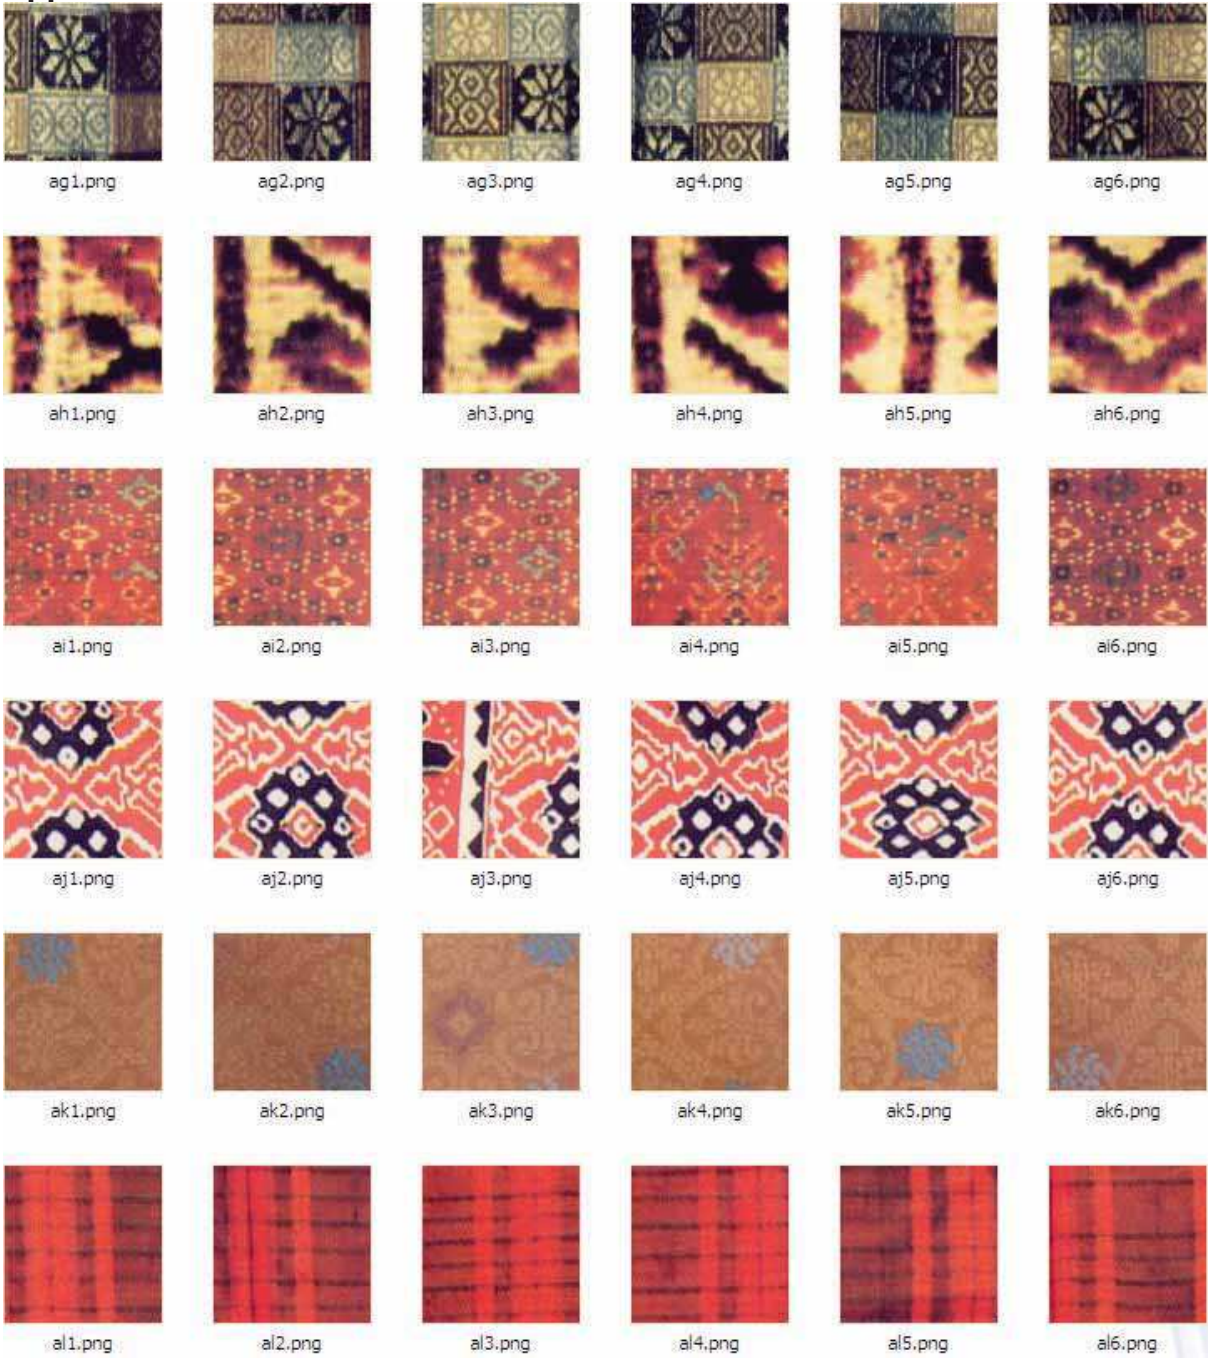 ag1.png ag2.png ag3.png ag4.png ag5.png ag6.png
ah1.png ah2.png ah3.png ah4.png ah5.png ah6.png
ai1.png ai2.png ai3.png ai4.png ai5.png ai6.png
aj1.png aj2.png aj3.png aj4.png aj5.png aj6.png
ak1.png ak2.png ak3.png ak4.png ak5.png ak6.png
al1.png al2.png al3.png al4.png al5.png al6.png